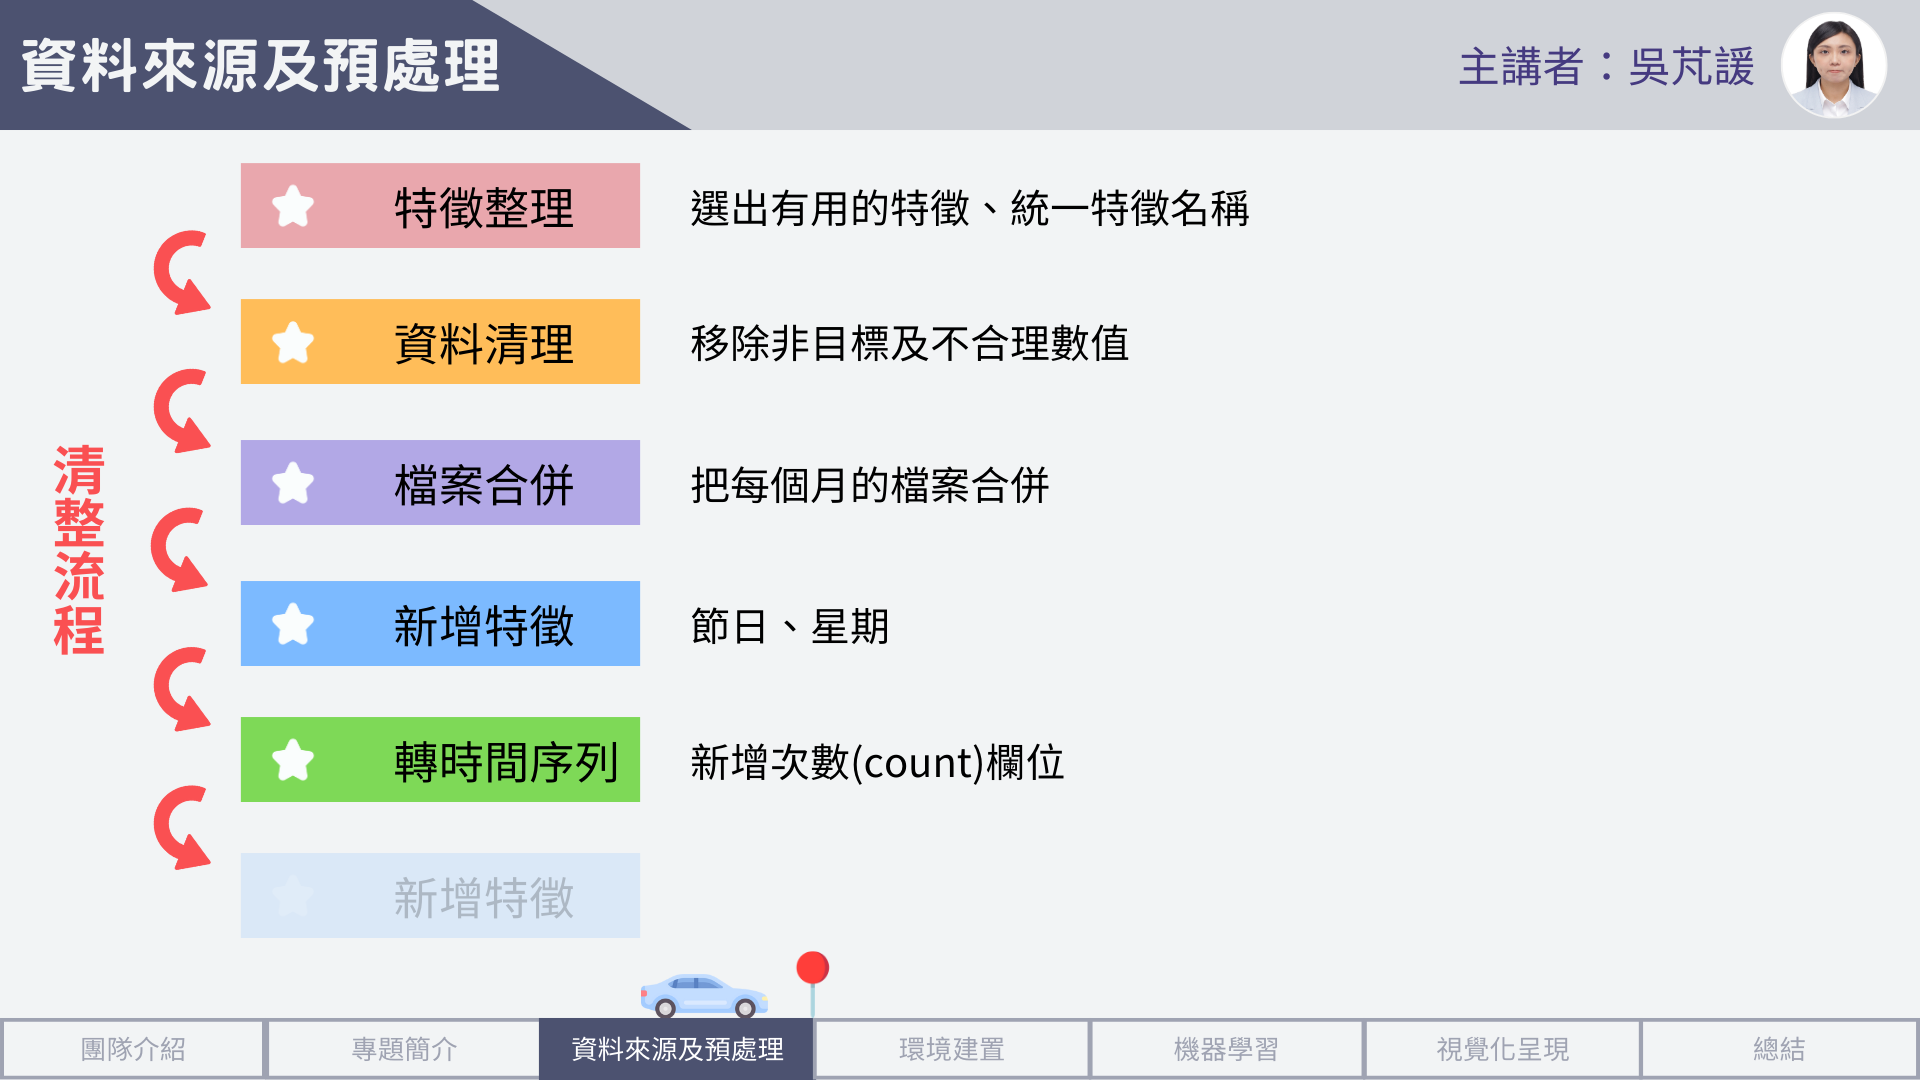 資料來源及預處理
主講者：吳芃諼
清整流程
特徵整理
選出有用的特徵、統一特徵名稱
資料清理
移除非目標及不合理數值
檔案合併
把每個月的檔案合併
新增特徵
節日、星期
轉時間序列
新增次數(count)欄位
新增特徵
團隊介紹
專題簡介
資料來源及預處理
環境建置
機器學習
視覺化呈現
總結